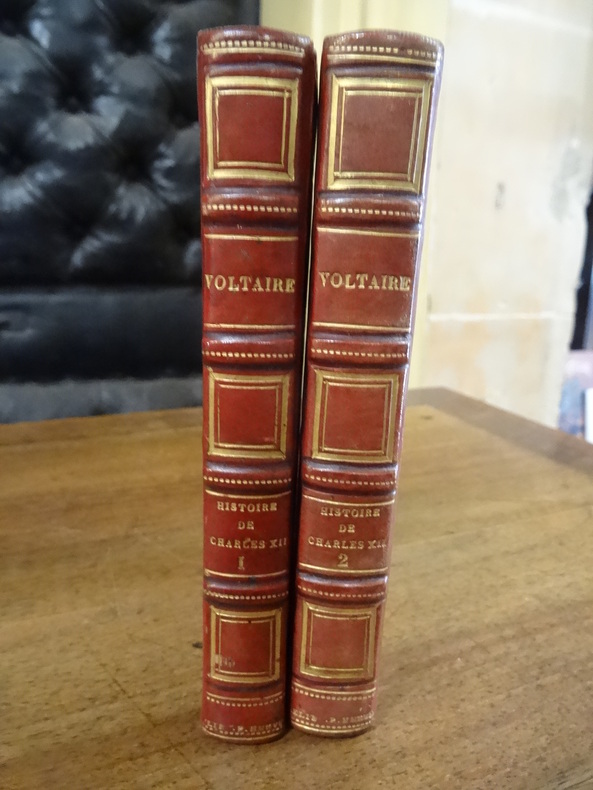 VOLTAIRE
HISTOIRE
DE
CHARLES XII
1
VOLTAIRE
HISTOIRE
DE
CHARLES XII
2